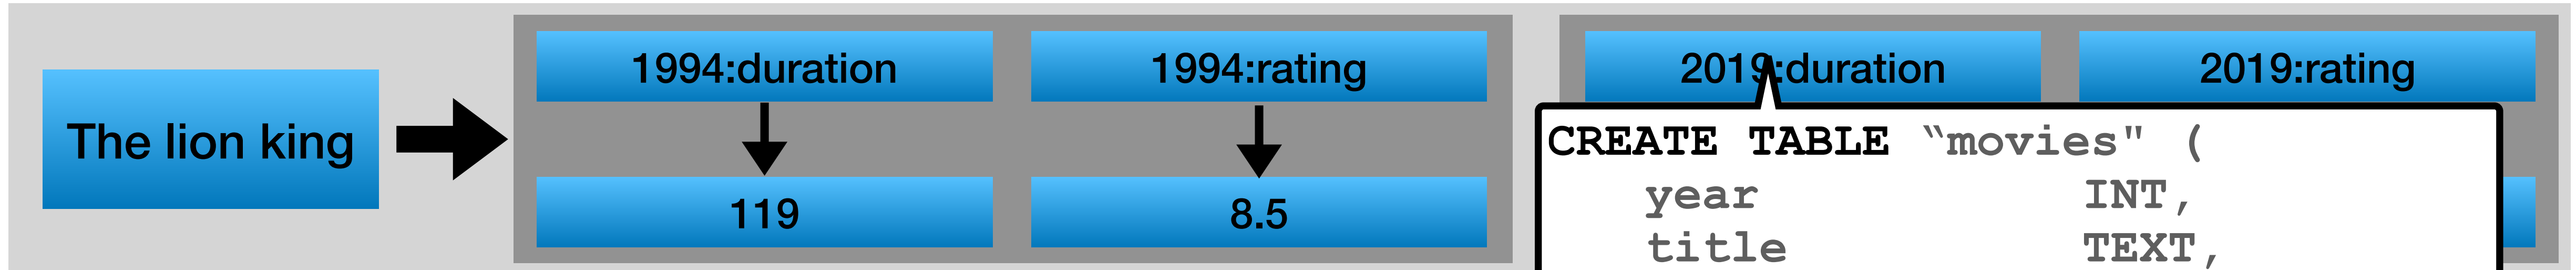 The lion king
1994:duration
1994:rating
119
8.5
2019:duration
2019:rating
CREATE TABLE “movies" (
year INT,
title TEXT,